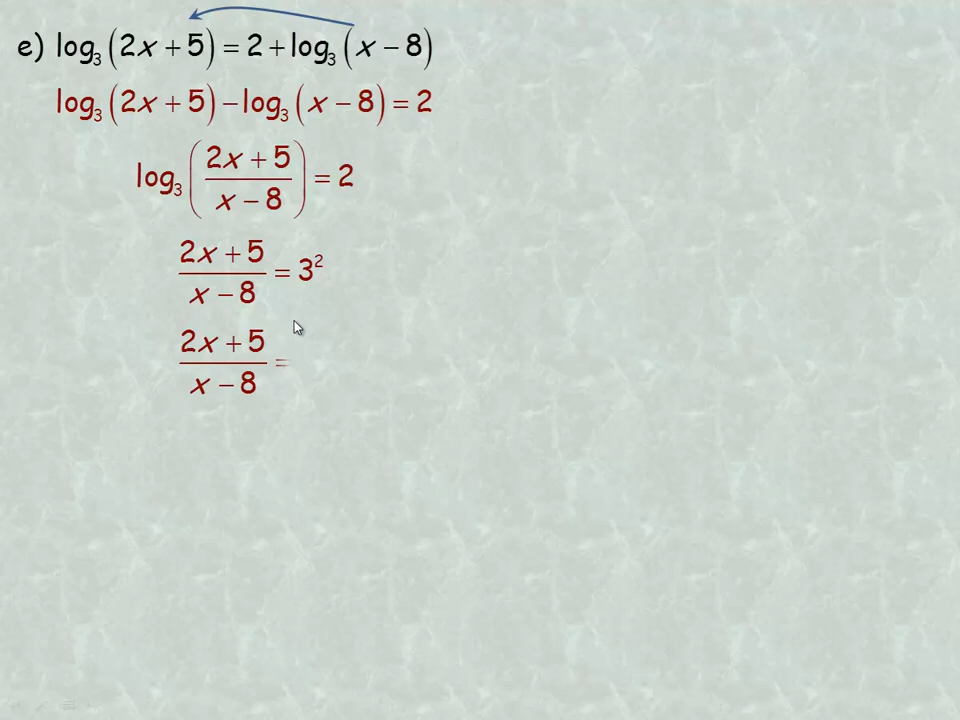 e) log₃(2x + 5) = 2 + log₃(x − 8)
log₃(2x + 5) − log₃(x − 8) = 2
log₃((2x + 5)/(x − 8)) = 2
(2x + 5)/(x − 8) = 3²
(2x + 5)/(x − 8) =